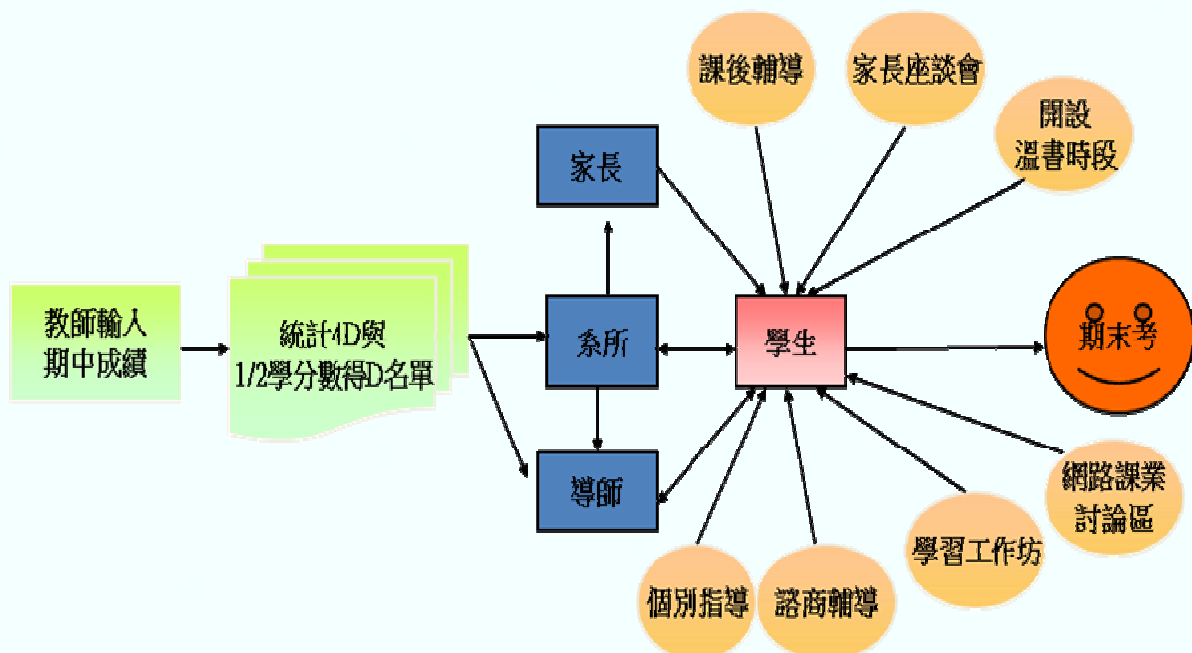 課後輔導
家長座談會
開設
溫書時段
家長
教師輸入
期中成績
統計4D與
1/2學分數得D名單
系所
學生
期末考
導師
網路課業
討論區
學習工作坊
個別指導
諮商輔導